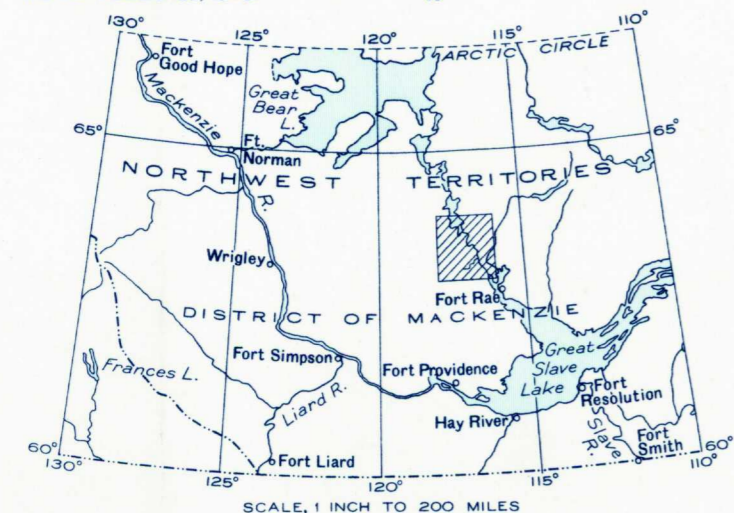 130° 125° 120° 115° 110°
ARCTIC CIRCLE
Fort
Good Hope
Mackenzie
Great
Bear
L.
65° 65°
Ft.
Norman
NORTHWEST TERRITORIES
R.
Wrigley
Fort Rae
DISTRICT OF MACKENZIE
Fort Simpson
Fort Providence
Great
Slave
Lake
Frances L.
Liard R.
Fort
Resolution
Hay River
Slave
R.
Fort
Smith
Fort Liard
60° 60°
130° 125° 120° 115° 110°
SCALE, 1 INCH TO 200 MILES